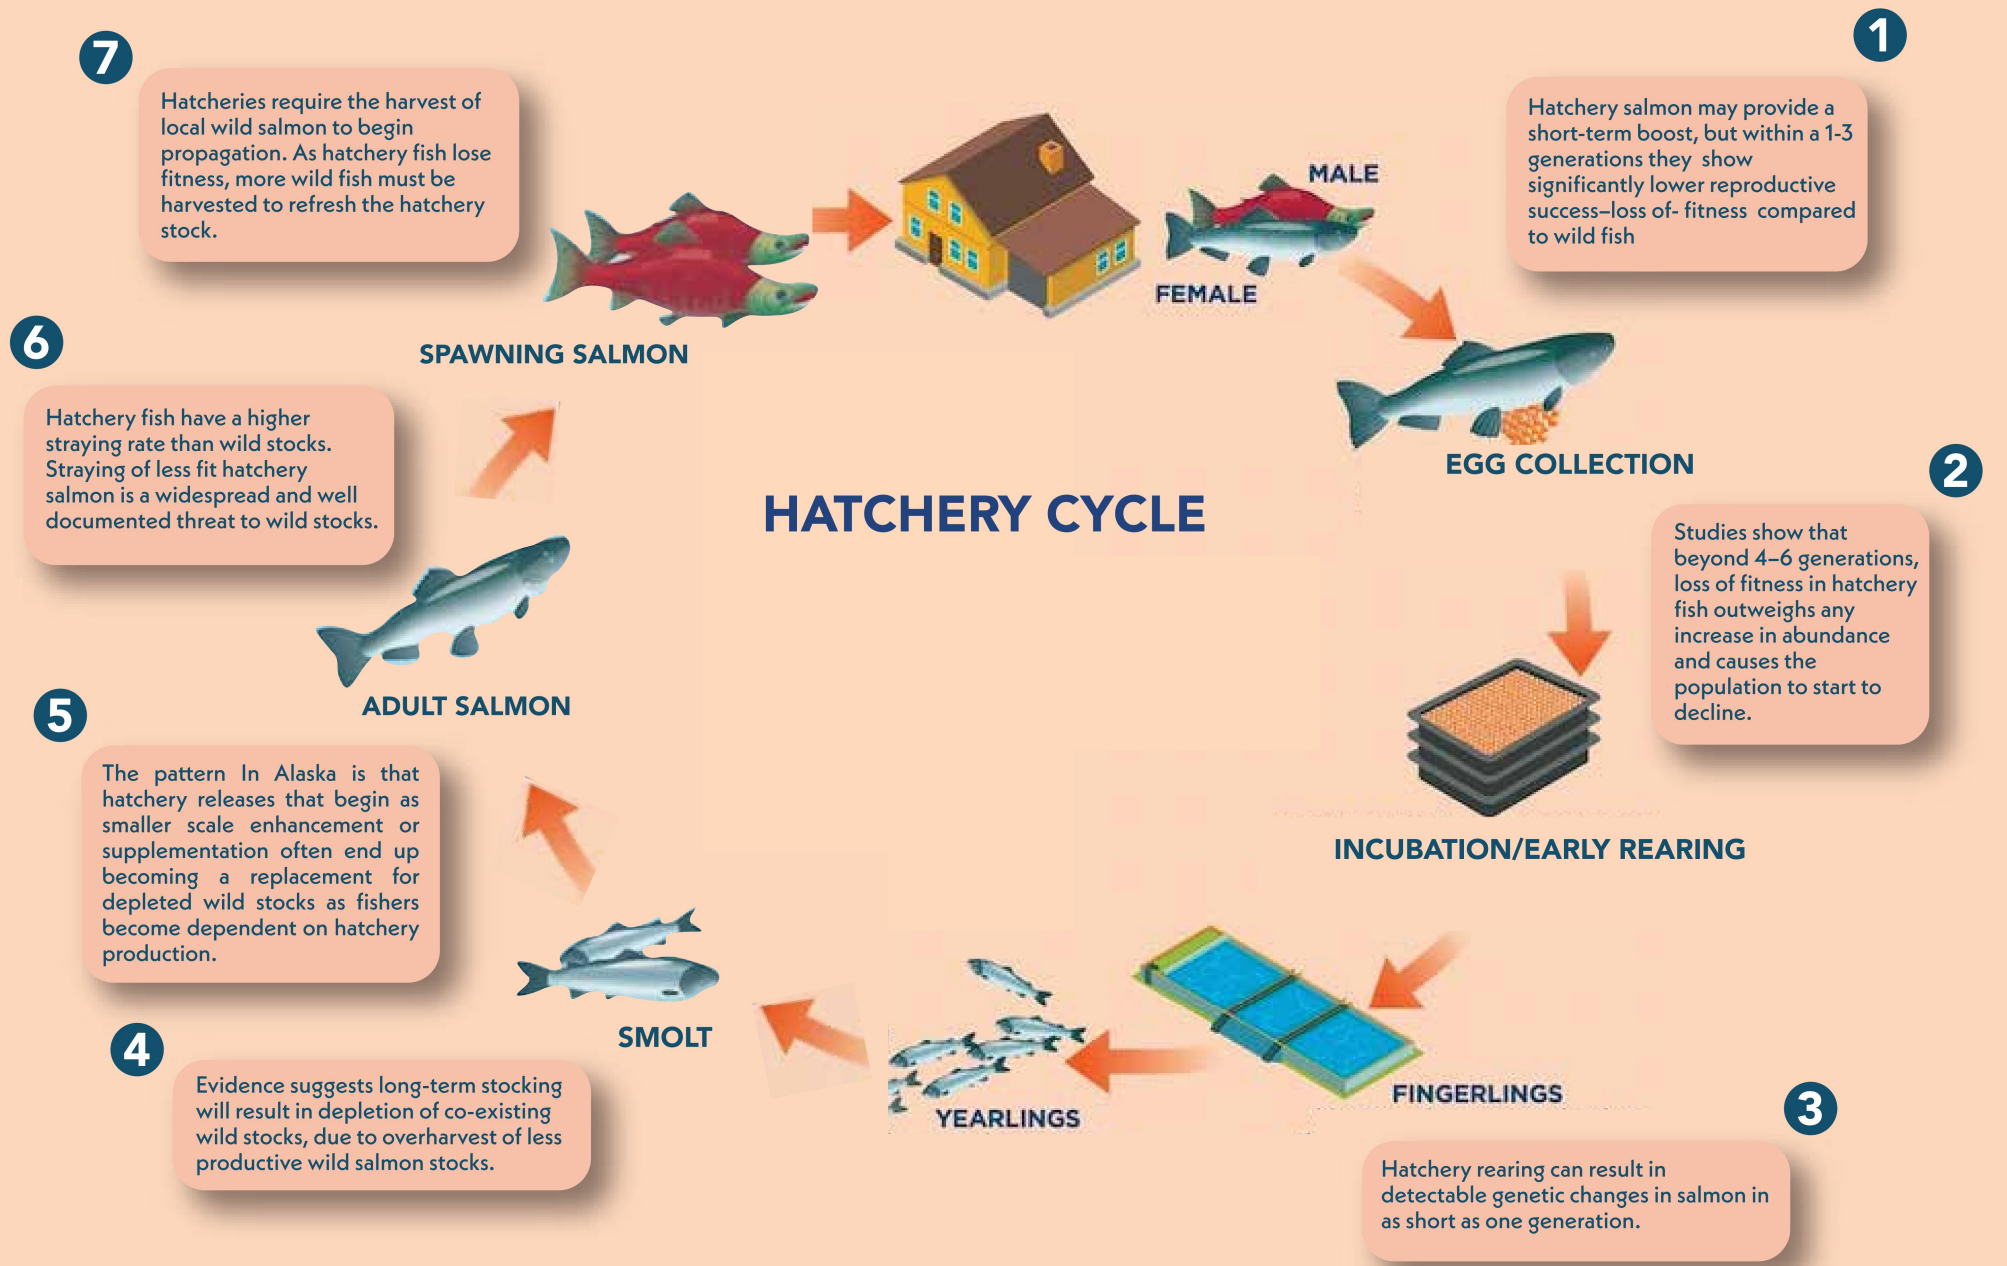 HATCHERY CYCLE
1
Hatchery salmon may provide a
short-term boost, but within a 1-3
generations they show
significantly lower reproductive
success–loss of- fitness compared
to wild fish
MALE
FEMALE
EGG COLLECTION
2
Studies show that
beyond 4–6 generations,
loss of fitness in hatchery
fish outweighs any
increase in abundance
and causes the
population to start to
decline.
INCUBATION/EARLY REARING
3
Hatchery rearing can result in
detectable genetic changes in salmon in
as short as one generation.
FINGERLINGS
YEARLINGS
4
Evidence suggests long-term stocking
will result in depletion of co-existing
wild stocks, due to overharvest of less
productive wild salmon stocks.
SMOLT
5
The pattern In Alaska is that
hatchery releases that begin as
smaller scale enhancement or
supplementation often end up
becoming a replacement for
depleted wild stocks as fishers
become dependent on hatchery
production.
ADULT SALMON
6
Hatchery fish have a higher
straying rate than wild stocks.
Straying of less fit hatchery
salmon is a widespread and well
documented threat to wild stocks.
SPAWNING SALMON
7
Hatcheries require the harvest of
local wild salmon to begin
propagation. As hatchery fish lose
fitness, more wild fish must be
harvested to refresh the hatchery
stock.